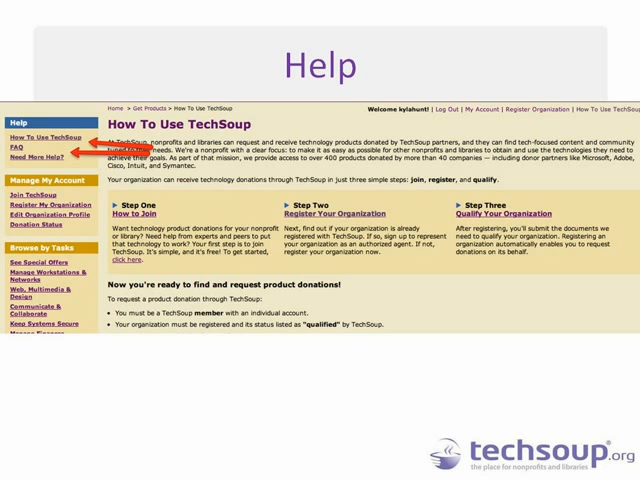 Help
Home > Get Products > How To Use TechSoup
Welcome kylahunt! | Log Out | My Account | Register Organization | How To Use TechSou
Help
How To Use TechSoup
FAQ
Need More Help?
Manage My Account
Join TechSoup
Register My Organization
Edit Organization Profile
Donation Status
Browse by Tasks
See Special Offers
Manage Workstations &
Networks
Web, Multimedia &
Design
Communicate &
Collaborate
Keep Systems Secure
Manage Finances
How To Use TechSoup
At TechSoup, nonprofits and libraries can request and receive technology products donated by TechSoup partners, and they can find tech-focused content and community
needs. We're a nonprofit with a clear focus: to make it as easy as possible for other nonprofits and libraries to obtain and use the technologies they need to
achieve their goals. As part of that mission, we provide access to over 400 products donated by more than 40 companies — including donor partners like Microsoft, Adobe,
Cisco, Intuit, and Symantec.
Your organization can receive technology donations through TechSoup in just three simple steps: join, register, and qualify.
Step One
How to Join
Want technology product donations for your nonprofit
or library? Need help from experts and peers to put
that technology to work? Your first step is to join
TechSoup. It's simple, and it's free! To get started,
click here.
Step Two
Register Your Organization
Next, find out if your organization is already
registered with TechSoup. If so, sign up to represent
your organization as an authorized agent. If not,
register your organization now.
Step Three
Qualify Your Organization
After registering, you'll submit the documents we
need to qualify your organization. Registering an
organization automatically enables you to request
donations on its behalf.
Now you're ready to find and request product donations!
To request a product donation through TechSoup:
• You must be a TechSoup member with an individual account.
• Your organization must be registered and its status listed as "qualified" by TechSoup.
techsoup.org
the place for nonprofits and libraries